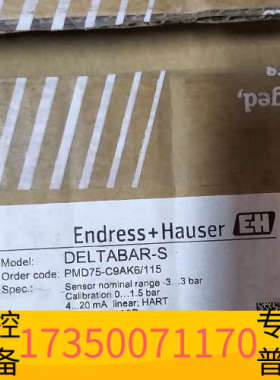 ged,
Endress+Hauser EH
Model: DELTABAR-S
Order code: PMD75-C9AK6/115
Spec.: Sensor nominal range -3...3 bar
Calibration 0...1.5 bar
4...20 mA linear; HART
控 17350071170 专
备 普